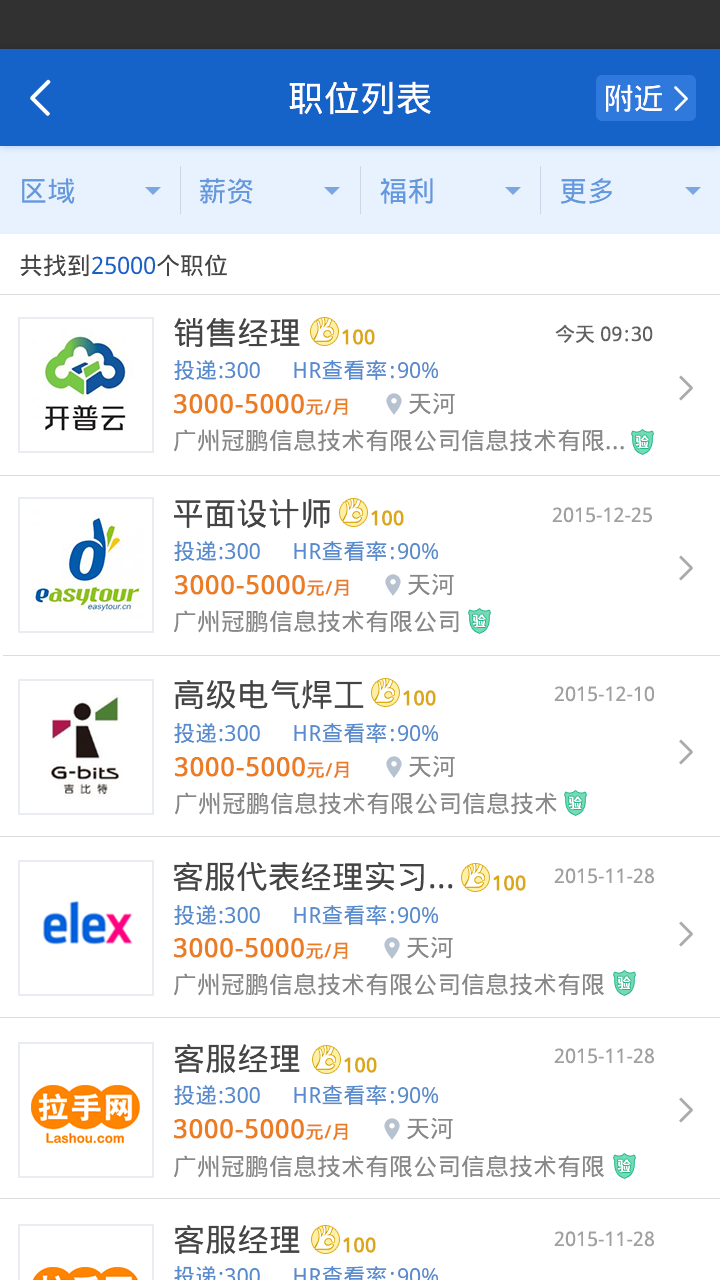 职位列表
附近
区域 薪资 福利 更多
共找到25000个职位
开普云
销售经理 100 今天 09:30
投递:300 HR查看率:90%
3000-5000元/月 天河
广州冠鹏信息技术有限公司信息技术有限... 验
easytour
easytour.cn
平面设计师 100 2015-12-25
投递:300 HR查看率:90%
3000-5000元/月 天河
广州冠鹏信息技术有限公司 验
G-bits
吉比特
高级电气焊工 100 2015-12-10
投递:300 HR查看率:90%
3000-5000元/月 天河
广州冠鹏信息技术有限公司信息技术 验
elex
客服代表经理实习... 100 2015-11-28
投递:300 HR查看率:90%
3000-5000元/月 天河
广州冠鹏信息技术有限公司信息技术有限 验
拉手网
Lashou.com
客服经理 100 2015-11-28
投递:300 HR查看率:90%
3000-5000元/月 天河
广州冠鹏信息技术有限公司信息技术有限 验
拉手网
客服经理 100 2015-11-28
投递:300 HR查看率:90%